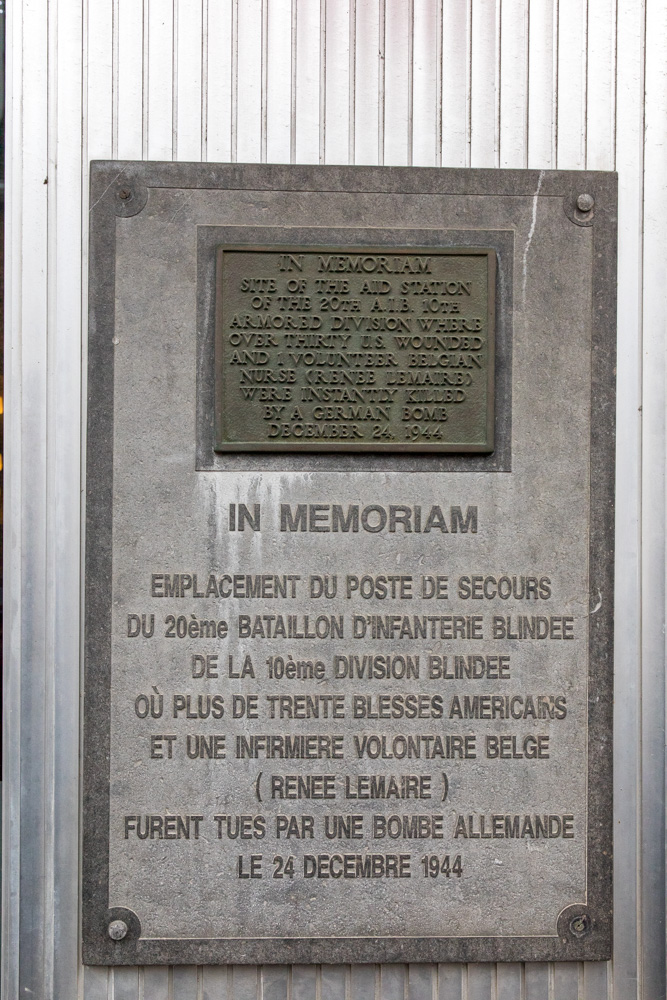 IN MEMORIAM
SITE OF THE AID STATION
OF THE 20TH A.I.B. 10TH
ARMORED DIVISION WHERE
OVER THIRTY U.S. WOUNDED
AND 1 VOLUNTEER BELGIAN
NURSE (RENEE LEMAIRE)
WERE INSTANTLY KILLED
BY A GERMAN BOMB
DECEMBER 24, 1944
IN MEMORIAM
EMPLACEMENT DU POSTE DE SECOURS
DU 20ème BATAILLON D'INFANTERIE BLINDEE
DE LA 10ème DIVISION BLINDEE
OÙ PLUS DE TRENTE BLESSES AMERICAINS
ET UNE INFIRMIERE VOLONTAIRE BELGE
( RENEE LEMAIRE )
FURENT TUES PAR UNE BOMBE ALLEMANDE
LE 24 DECEMBRE 1944